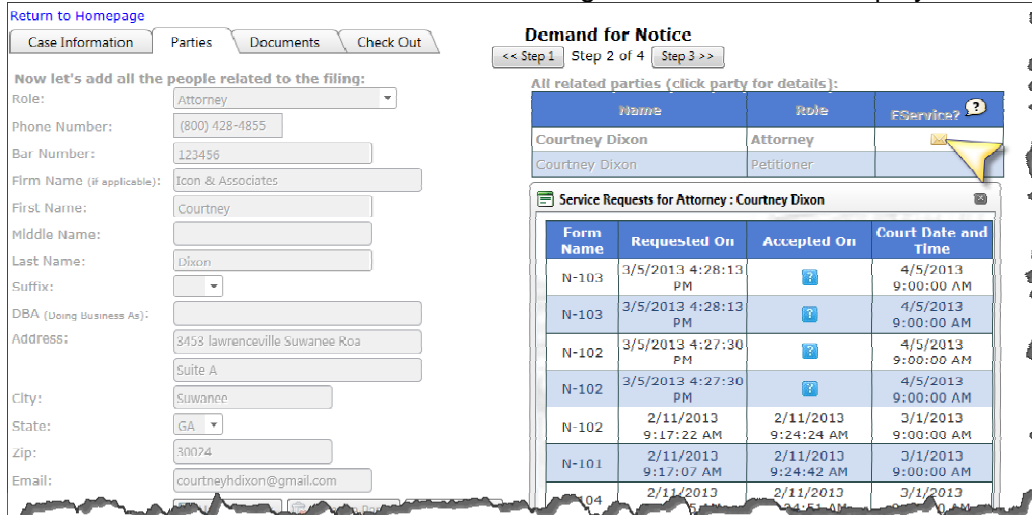 Return to Homepage
Case Information Parties Documents Check Out
Demand for Notice
<< Step 1 Step 2 of 4 Step 3 >>
Now let's add all the people related to the filing:
Role: Attorney
Phone Number: (800) 428-4855
Bar Number: 123456
Firm Name (if applicable): Icon & Associates
First Name: Courtney
Middle Name:
Last Name: Dixon
Suffix:
DBA (Doing Business As):
Address: 3453 lawrenceville Suwanee Roa
Suite A
City: Suwanee
State: GA
Zip: 30024
Email: courtneyhdixon@gmail.com
All related parties (click party for details):
Name Role EService? ?
Courtney Dixon Attorney
Courtney Dixon Petitioner
Service Requests for Attorney : Courtney Dixon
Form Name Requested On Accepted On Court Date and Time
N-103 3/5/2013 4:28:13 PM ? 4/5/2013 9:00:00 AM
N-103 3/5/2013 4:28:13 PM ? 4/5/2013 9:00:00 AM
N-102 3/5/2013 4:27:30 PM ? 4/5/2013 9:00:00 AM
N-102 3/5/2013 4:27:30 PM ? 4/5/2013 9:00:00 AM
N-102 2/11/2013 9:17:22 AM 2/11/2013 9:24:24 AM 3/1/2013 9:00:00 AM
N-101 2/11/2013 9:17:07 AM 2/11/2013 9:24:42 AM 3/1/2013 9:00:00 AM
2/11/2013 2/11/2013 3/1/2013